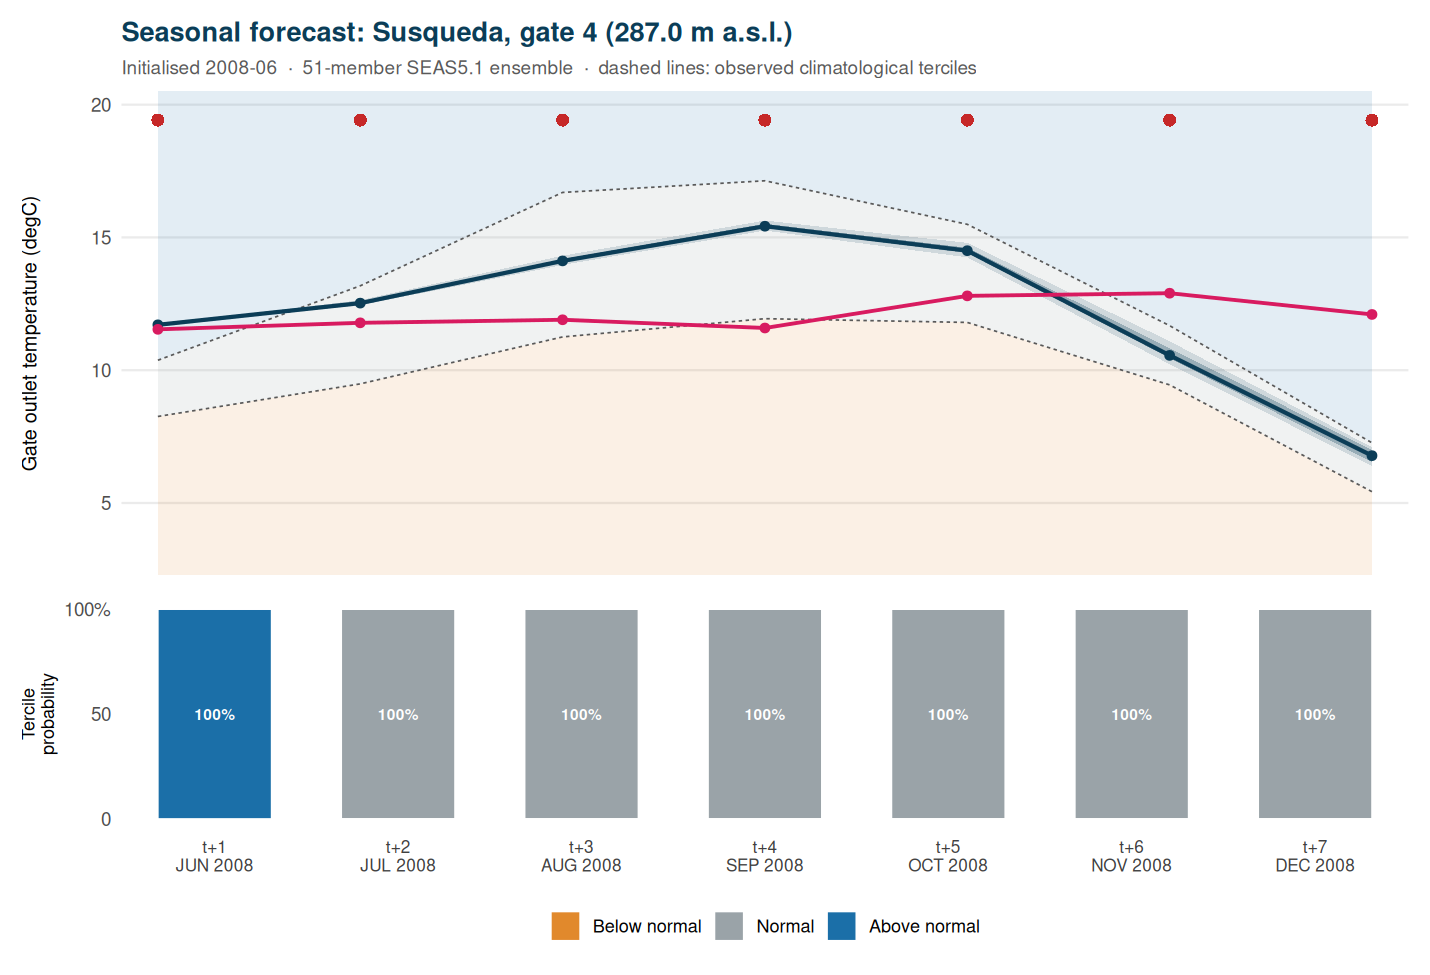 Seasonal forecast: Susqueda, gate 4 (287.0 m a.s.l.)
Initialised 2008-06 · 51-member SEAS5.1 ensemble · dashed lines: observed climatological terciles
Gate outlet temperature (degC)
20
15
10
5
Tercile
probability
100%
50
0
100% 100% 100% 100% 100% 100% 100%
t+1 t+2 t+3 t+4 t+5 t+6 t+7
JUN 2008 JUL 2008 AUG 2008 SEP 2008 OCT 2008 NOV 2008 DEC 2008
Below normal Normal Above normal